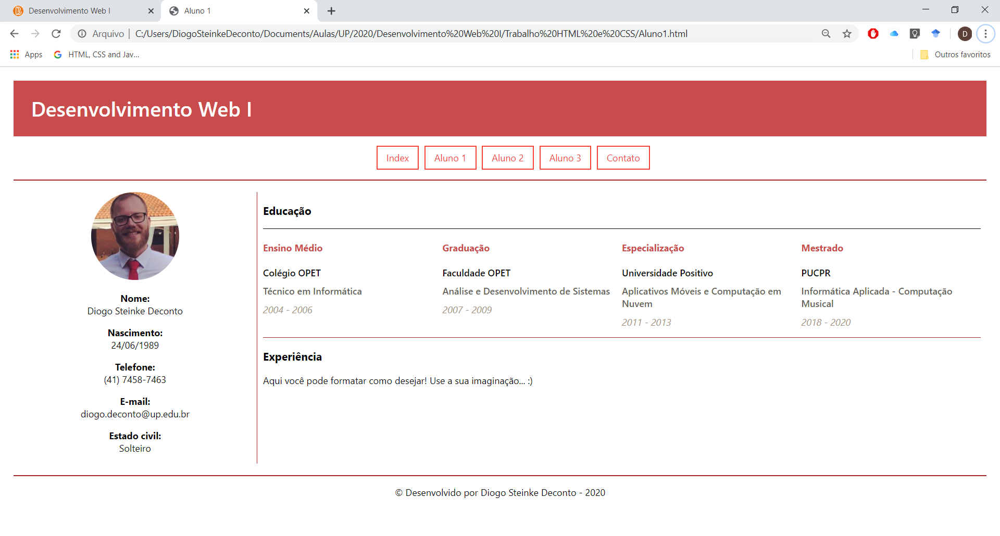 Desenvolvimento Web I
Aluno 1
Arquivo | C:/Users/DiogoSteinkeDeconto/Documents/Aulas/UP/2020/Desenvolvimento%20Web%20I/Trabalho%20HTML%20e%20CSS/Aluno1.html
D
Apps
HTML, CSS and Jav...
Outros favoritos
Desenvolvimento Web I
Index Aluno 1 Aluno 2 Aluno 3 Contato
Nome:
Diogo Steinke Deconto
Nascimento:
24/06/1989
Telefone:
(41) 7458-7463
E-mail:
diogo.deconto@up.edu.br
Estado civil:
Solteiro
Educação
Ensino Médio
Colégio OPET
Técnico em Informática
2004 - 2006
Graduação
Faculdade OPET
Análise e Desenvolvimento de Sistemas
2007 - 2009
Especialização
Universidade Positivo
Aplicativos Móveis e Computação em
Nuvem
2011 - 2013
Mestrado
PUCPR
Informática Aplicada - Computação
Musical
2018 - 2020
Experiência
Aqui você pode formatar como desejar! Use a sua imaginação... :)
© Desenvolvido por Diogo Steinke Deconto - 2020